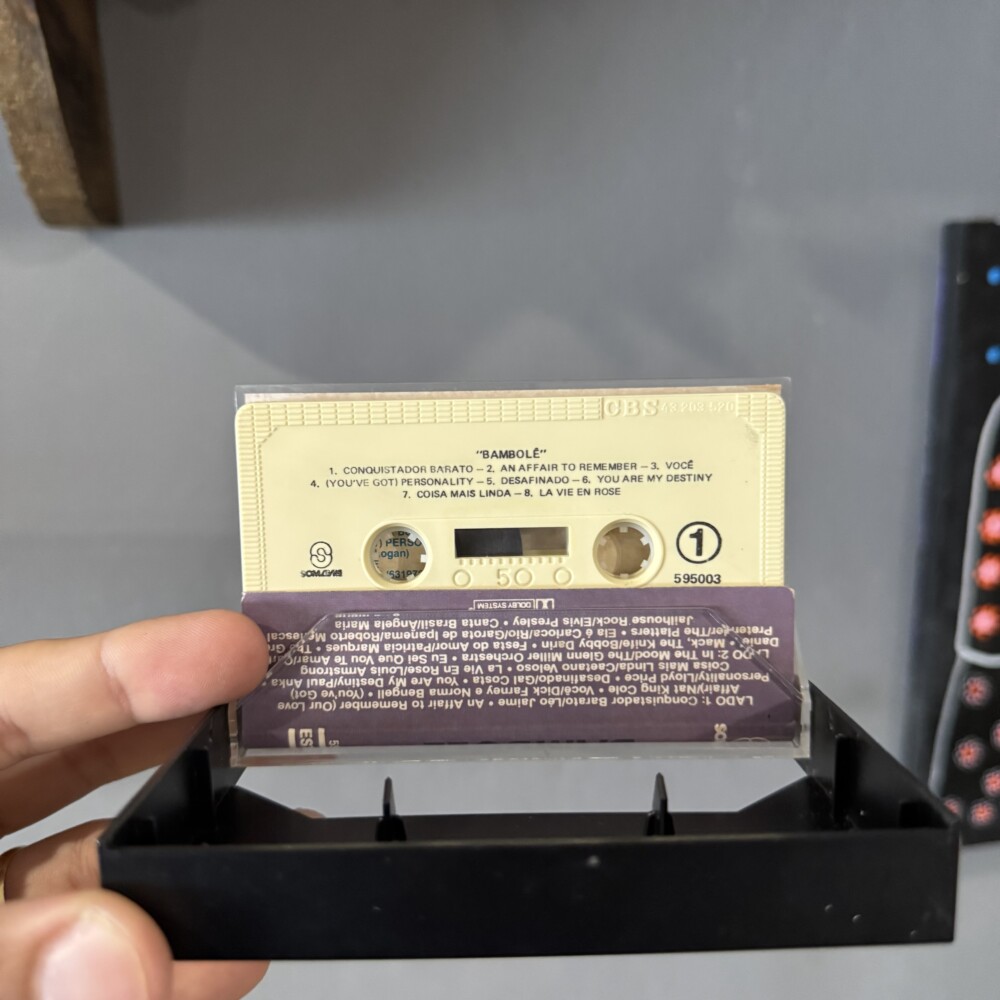 CBS 43 203 520
"BAMBOLÊ"
1. CONQUISTADOR BARATO – 2. AN AFFAIR TO REMEMBER – 3. VOCÊ
4. (YOU'VE GOT) PERSONALITY – 5. DESAFINADO – 6. YOU ARE MY DESTINY
7. COISA MAIS LINDA – 8. LA VIE EN ROSE
) PERSO
ogan)
50
1
595003
LADO 1: Conquistador Barato/Léo Jaime • An Affair to Remember (Our Love
Affair)/Nat King Cole • Você/Dick Farney e Norma Bengell • (You've Got)
Personality/Lloyd Price • Desafinado/Gal Costa • You Are My Destiny/Paul Anka
Coisa Mais Linda/Caetano Veloso • La Vie En Rose/Louis Armstrong
2: In The Mood/The Glenn Miller Orchestra • Eu Sei Que Vou Te Amar/
• Mack, The Knife/Bobby Darin • Festa do Amor/Patricia Marques
Pretender/The Platters • Ela é Carioca/Rio/Garota de Ipanema/Roberto Menescal
Jailhouse Rock/Elvis Presley • Canta Brasil/Angela Maria
DOLBY SYSTEM